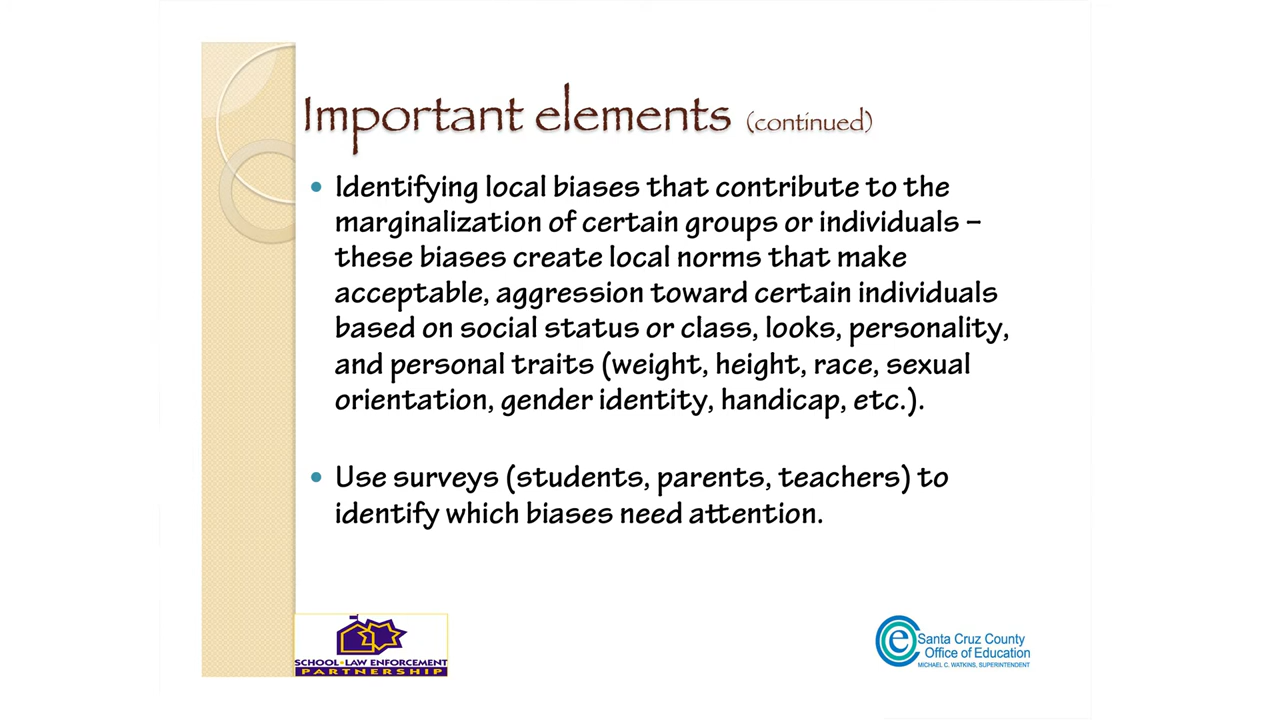 Important elements (continued)
• Identifying local biases that contribute to the
marginalization of certain groups or individuals –
these biases create local norms that make
acceptable, aggression toward certain individuals
based on social status or class, looks, personality,
and personal traits (weight, height, race, sexual
orientation, gender identity, handicap, etc.).
• Use surveys (students, parents, teachers) to
identify which biases need attention.
SCHOOL•LAW ENFORCEMENT
PARTNERSHIP
e
Santa Cruz County
Office of Education
MICHAEL C. WATKINS, SUPERINTENDENT